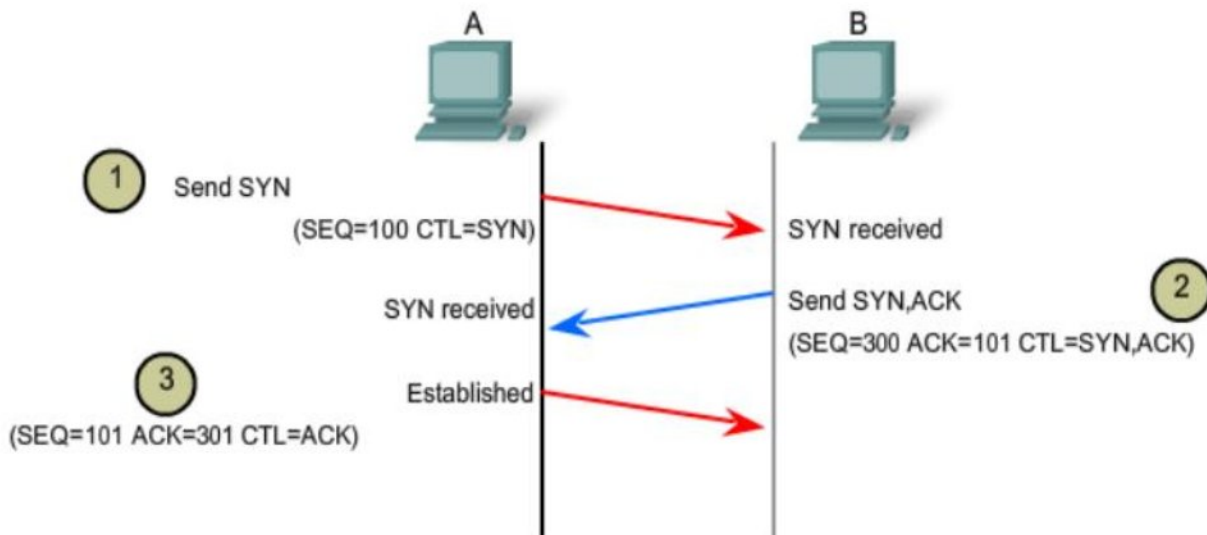 A
B
1
Send SYN
(SEQ=100 CTL=SYN)
SYN received
2
Send SYN,ACK
(SEQ=300 ACK=101 CTL=SYN,ACK)
SYN received
3
Established
(SEQ=101 ACK=301 CTL=ACK)